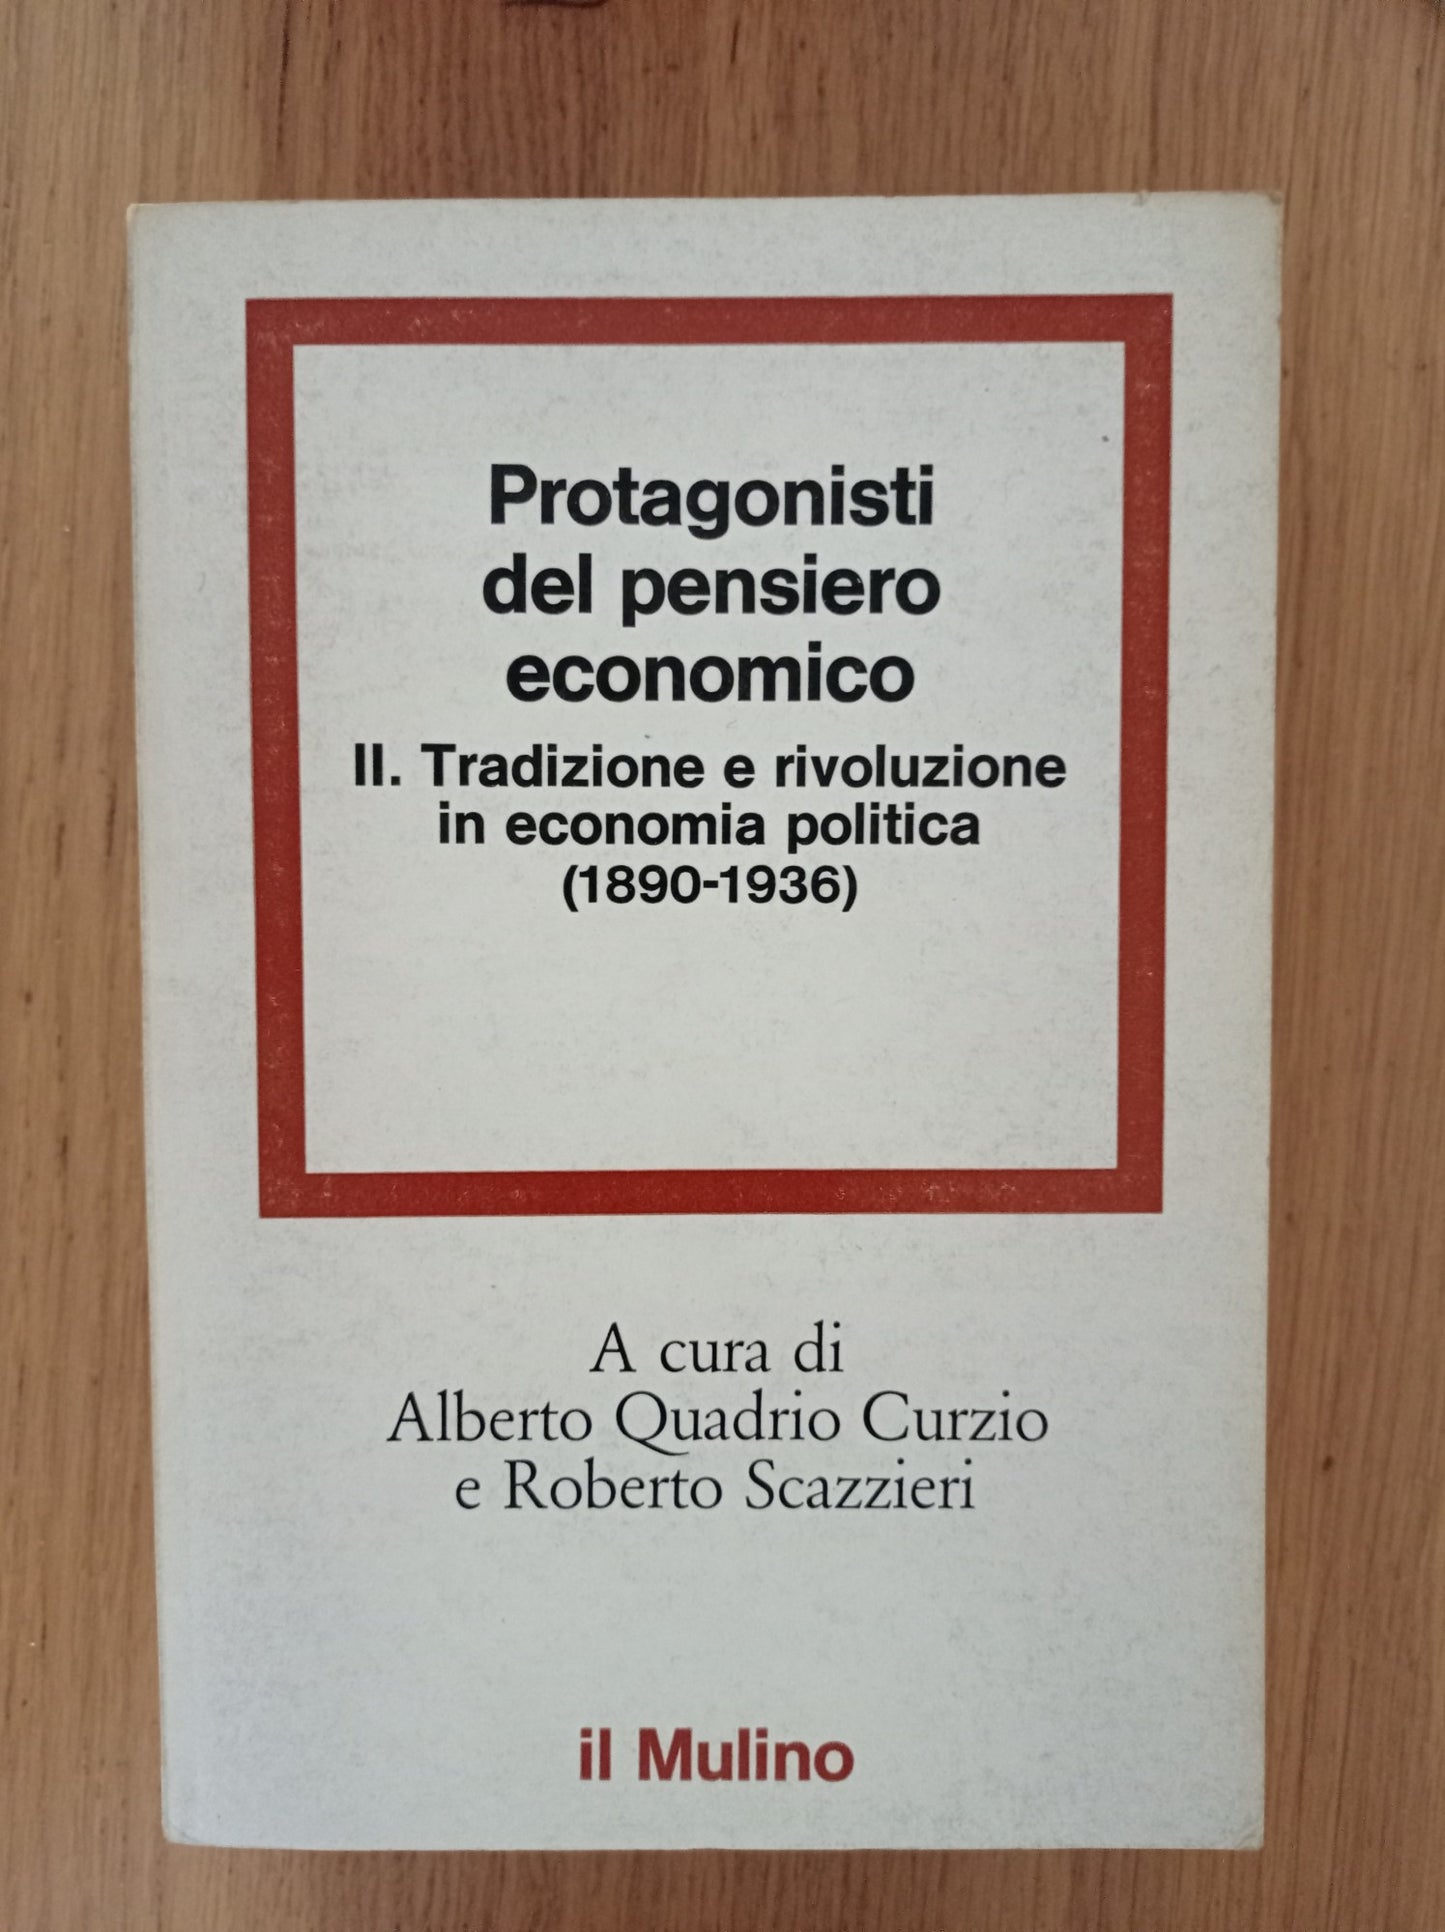 Protagonisti
del pensiero
economico
II. Tradizione e rivoluzione
in economia politica
(1890-1936)
A cura di
Alberto Quadrio Curzio
e Roberto Scazzieri
il Mulino